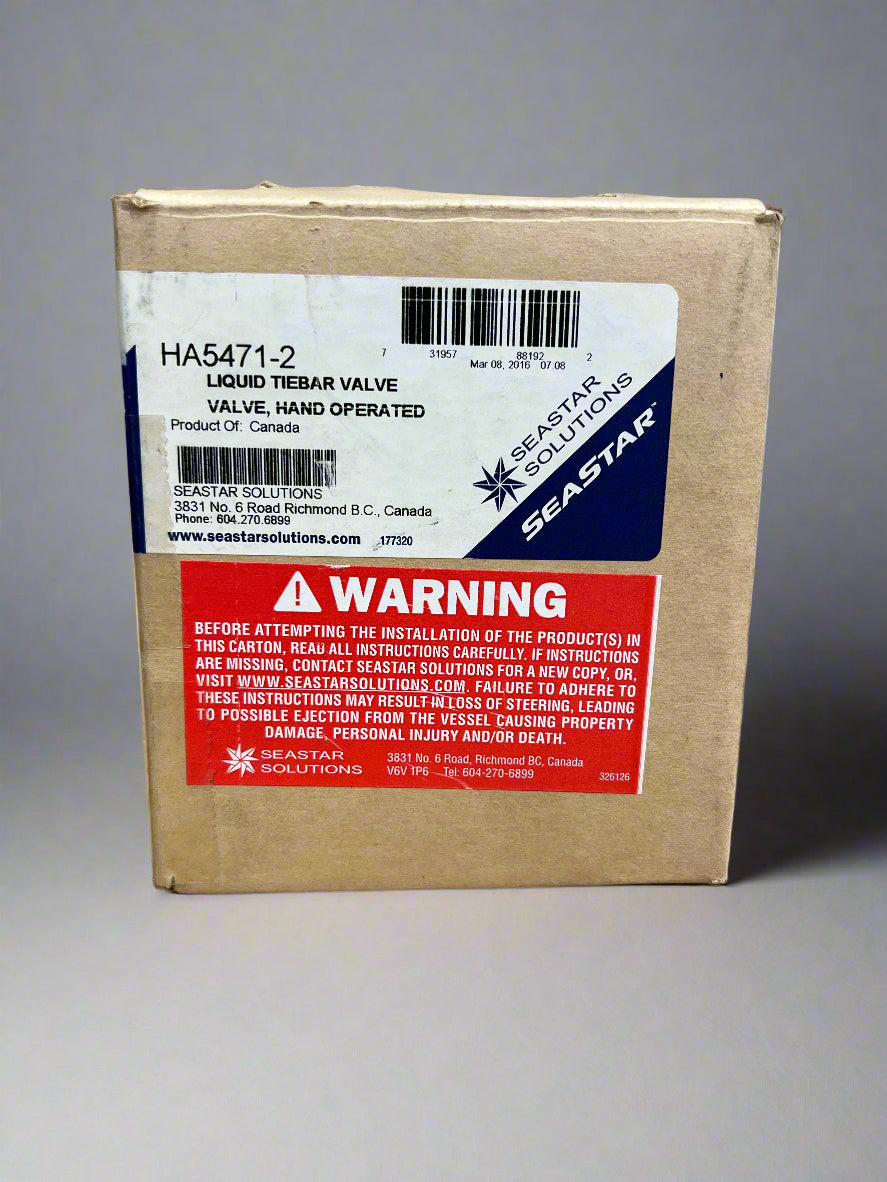 7 31957 88192 2
Mar 08, 2016 07:08
HA5471-2
LIQUID TIEBAR VALVE
VALVE, HAND OPERATED
Product Of: Canada
SEASTAR SOLUTIONS
3831 No. 6 Road Richmond B.C., Canada
Phone: 604.270.6899
www.seastarsolutions.com 177320
SEASTAR
SOLUTIONS
SEASTAR™
WARNING
BEFORE ATTEMPTING THE INSTALLATION OF THE PRODUCT(S) IN
THIS CARTON, READ ALL INSTRUCTIONS CAREFULLY. IF INSTRUCTIONS
ARE MISSING, CONTACT SEASTAR SOLUTIONS FOR A NEW COPY, OR,
VISIT WWW.SEASTARSOLUTIONS.COM. FAILURE TO ADHERE TO
THESE INSTRUCTIONS MAY RESULT IN LOSS OF STEERING, LEADING
TO POSSIBLE EJECTION FROM THE VESSEL CAUSING PROPERTY
DAMAGE, PERSONAL INJURY AND/OR DEATH.
SEASTAR
SOLUTIONS
3831 No. 6 Road, Richmond BC, Canada
V6V 1P6 Tel: 604-270-6899
326126